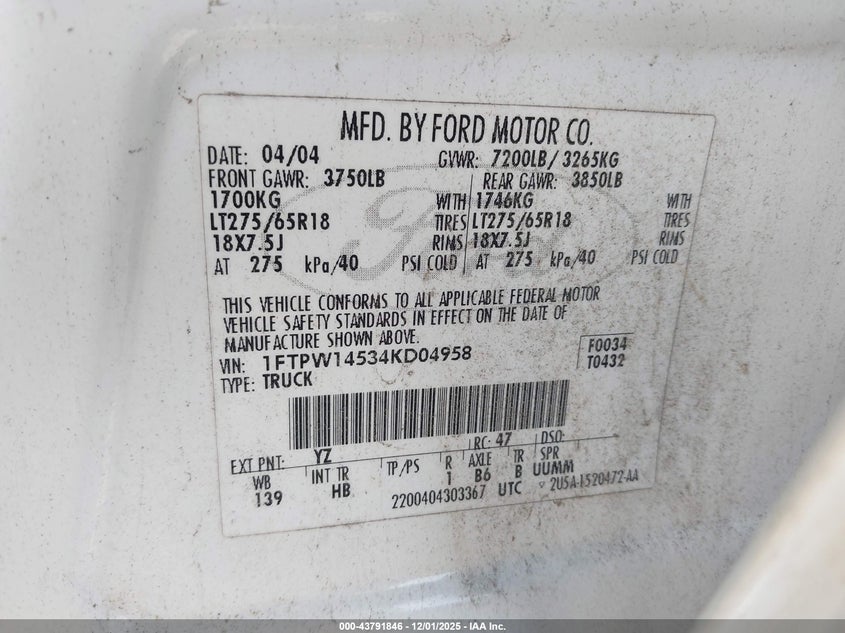 MFD. BY FORD MOTOR CO.
DATE: 04/04 GVWR: 7200LB/ 3265KG
FRONT GAWR: 3750LB REAR GAWR: 3850LB
1700KG WITH 1746KG WITH
LT275/65R18 TIRES LT275/65R18 TIRES
18X7.5J RIMS 18X7.5J RIMS
AT 275 kPa/40 PSI COLD AT 275 kPa/40 PSI COLD
Ford
THIS VEHICLE CONFORMS TO ALL APPLICABLE FEDERAL MOTOR
VEHICLE SAFETY STANDARDS IN EFFECT ON THE DATE OF
MANUFACTURE SHOWN ABOVE.
VIN: 1FTPW14534KD04958 F0034
TYPE: TRUCK T0432
EXT PNT: YZ RC: 47 DSO:
WB INT TR TP/PS R AXLE TR SPR
139 HB 1 B6 B UUMM
2200404303367 UTC 2U5A-1520472-AA
000-43791846 - 12/01/2025 - IAA Inc.